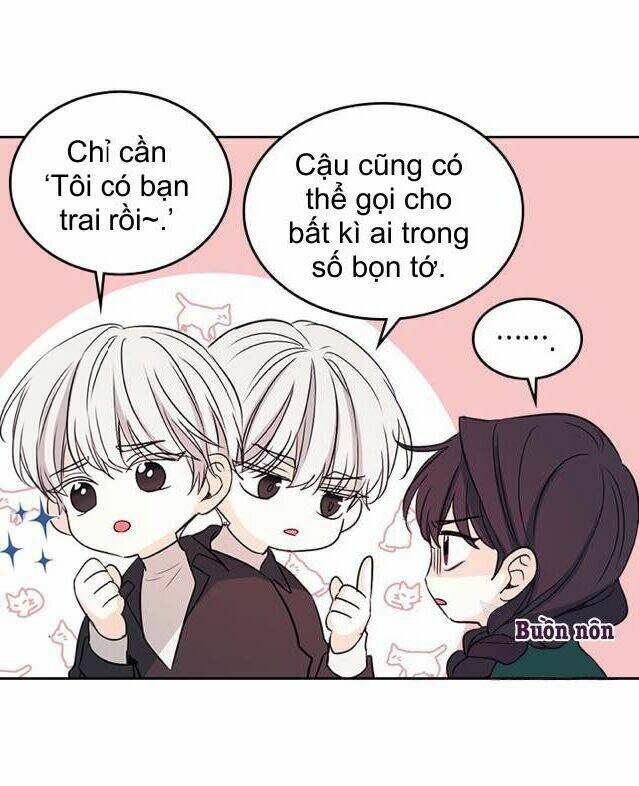 Chỉ cần
‘Tôi có bạn
trai rồi~.’
Cậu cũng có
thể gọi cho
bất kì ai trong
số bọn tớ.
.......
Buồn nôn